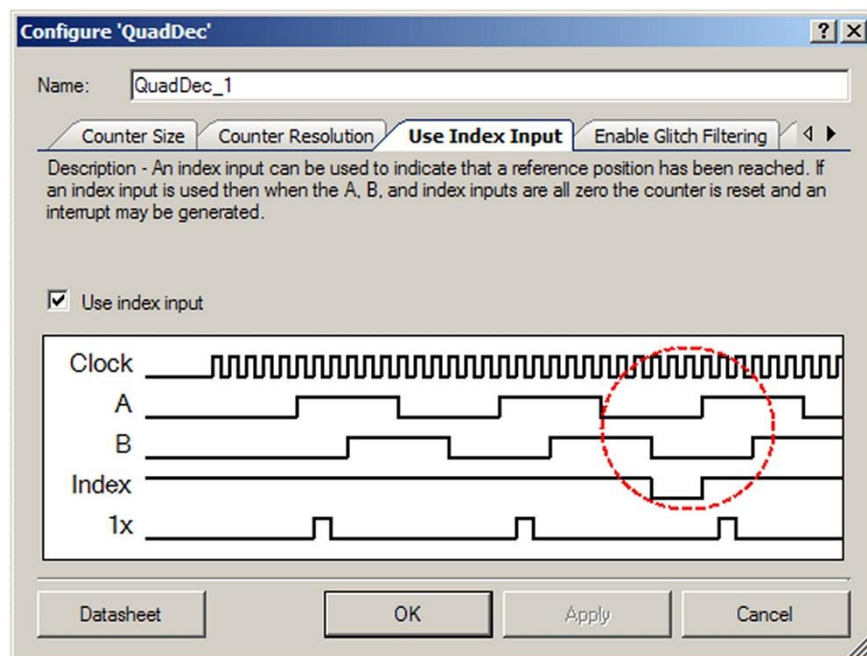 Configure 'QuadDec'
Name: QuadDec_1
Counter Size Counter Resolution Use Index Input Enable Glitch Filtering
Description - An index input can be used to indicate that a reference position has been reached. If
an index input is used then when the A, B, and index inputs are all zero the counter is reset and an
interrupt may be generated.
Use index input
Clock
A
B
Index
1x
Datasheet OK Apply Cancel